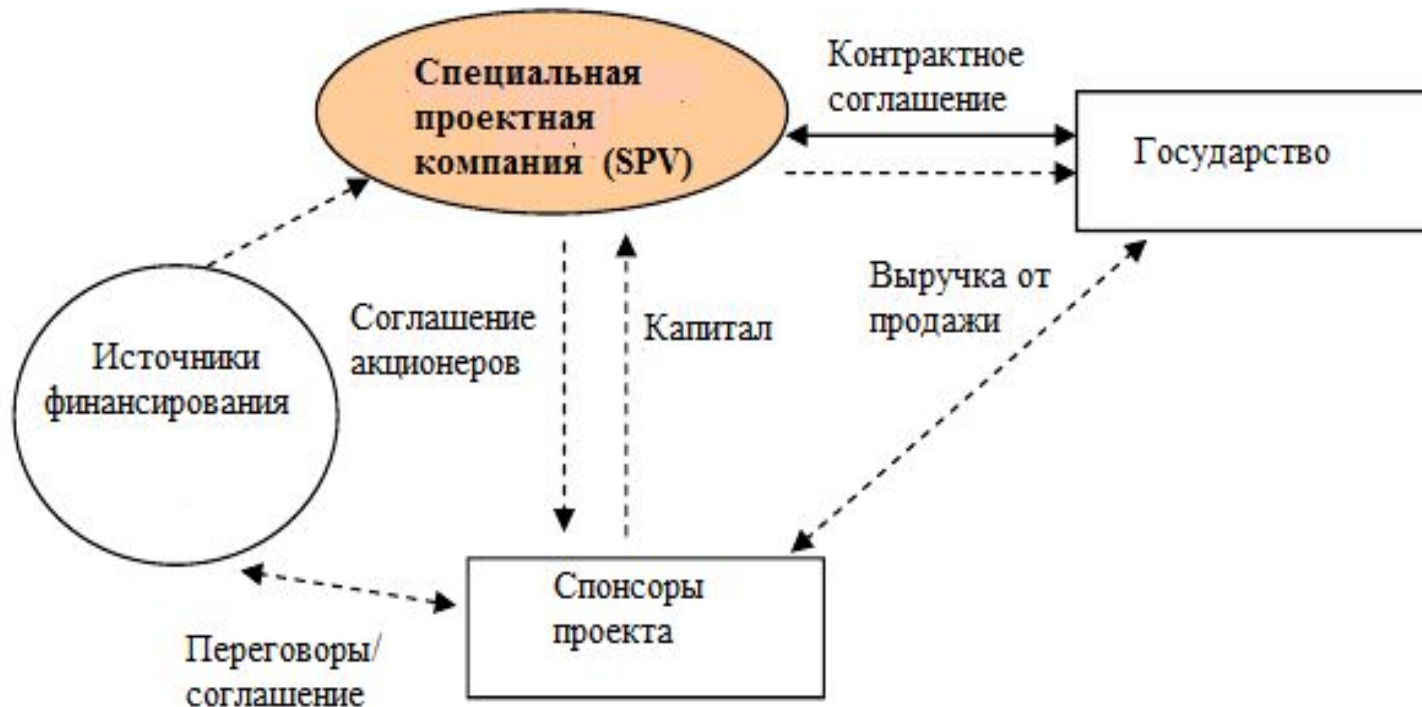 Специальная
проектная
компания (SPV)
Контрактное
соглашение
Государство
Источники
финансирования
Соглашение
акционеров
Капитал
Выручка от
продажи
Спонсоры
проекта
Переговоры/
соглашение